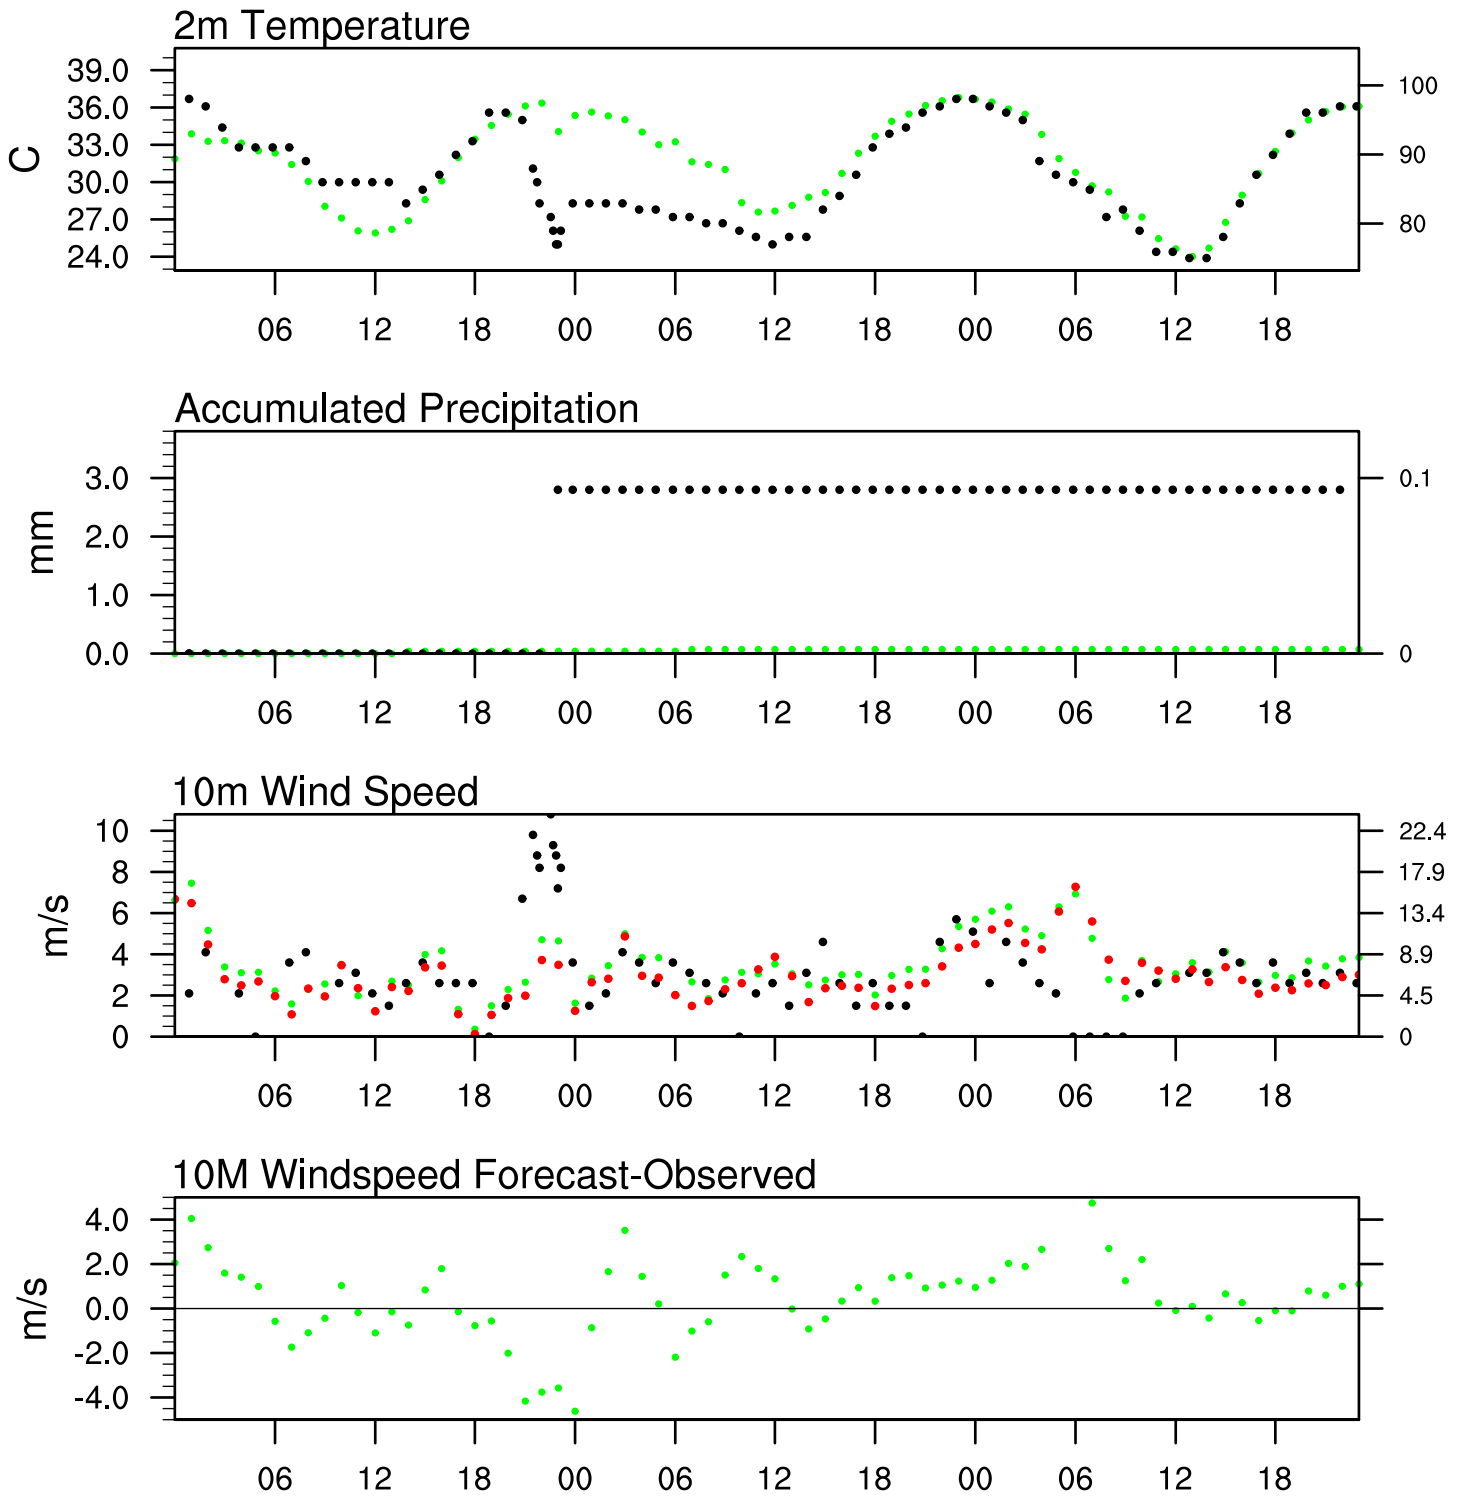 2m Temperature
39.0
36.0
33.0
30.0
27.0
24.0
C
100
90
80
06 12 18 00 06 12 18 00 06 12 18
Accumulated Precipitation
3.0
2.0
1.0
0.0
mm
0.1
0
06 12 18 00 06 12 18 00 06 12 18
10m Wind Speed
10
8
6
4
2
0
m/s
22.4
17.9
13.4
8.9
4.5
0
06 12 18 00 06 12 18 00 06 12 18
10M Windspeed Forecast-Observed
4.0
2.0
0.0
-2.0
-4.0
m/s
06 12 18 00 06 12 18 00 06 12 18